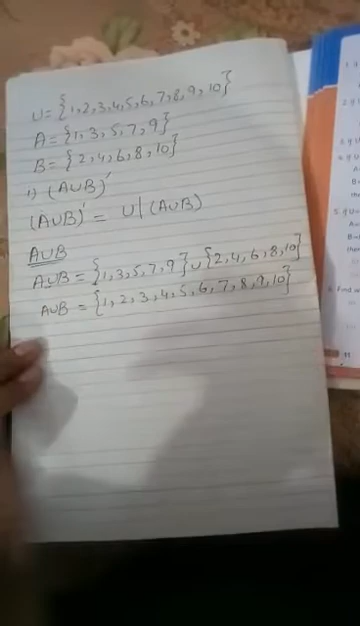 U = {1,2,3,4,5,6,7,8,9,10}
A = {1,3,5,7,9}
B = {2,4,6,8,10}
1) (A∪B)'
(A∪B)' = U | (A∪B)
A∪B
A∪B = {1,3,5,7,9} ∪ {2,4,6,8,10}
A∪B = {1,2,3,4,5,6,7,8,9,10}